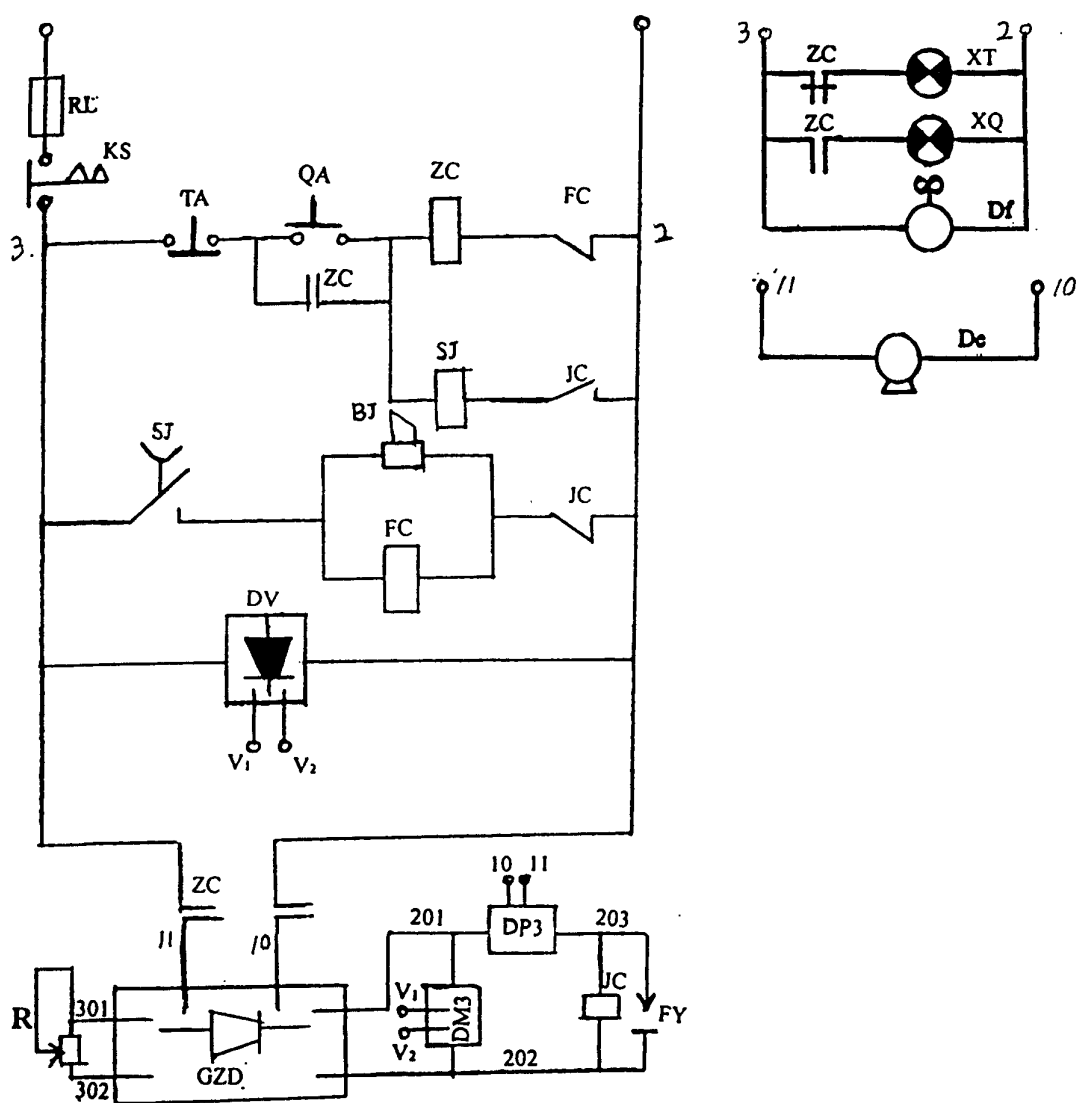 3
2
ZC
XT
RL
ZC
XQ
KS
TA
QA
ZC
FC
Df
3.
2
ZC
11
10
De
SJ
JC
BJ
SJ
JC
FC
DV
V₁
V₂
10
11
ZC
201
DP3
203
11
10
JC
301
V₁
DM3
FY
R
V₂
GZD
302
202